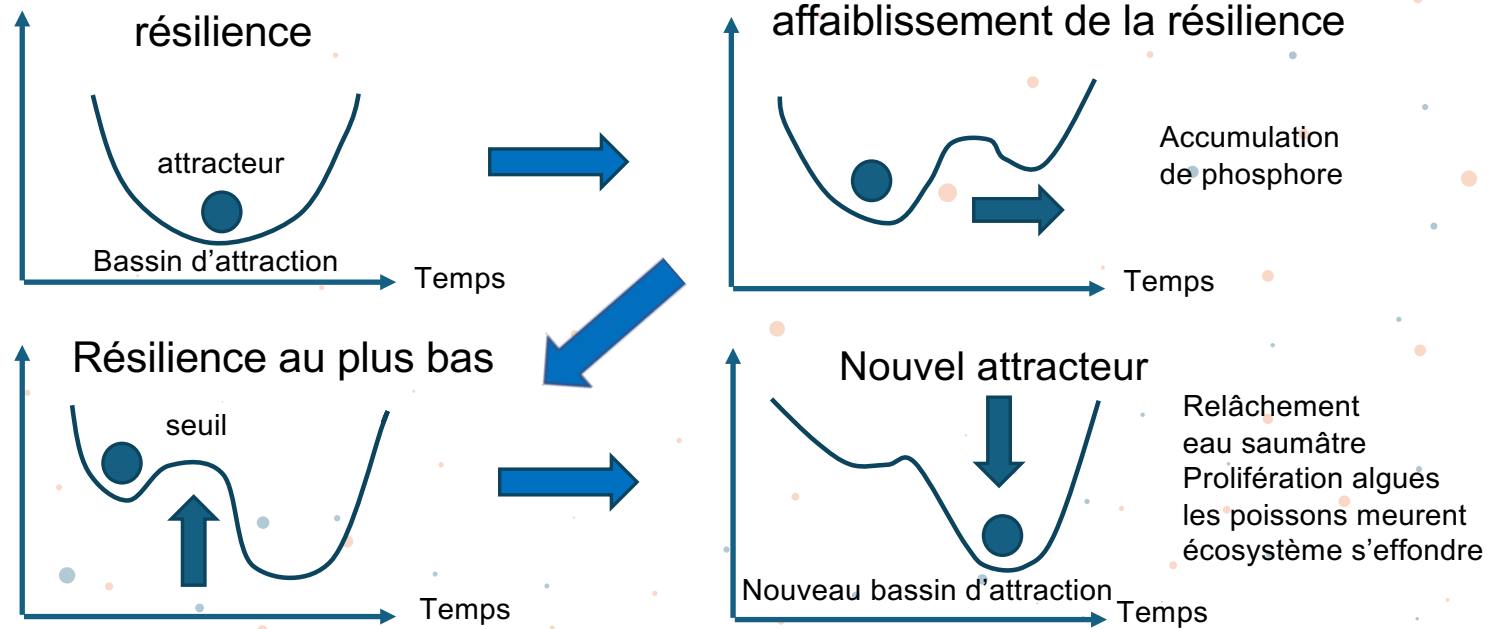 résilience
attracteur
Bassin d'attraction
Temps
affaiblissement de la résilience
Accumulation
de phosphore
Temps
Résilience au plus bas
seuil
Temps
Nouvel attracteur
Relâchement
eau saumâtre
Prolifération algues
les poissons meurent
écosystème s'effondre
Nouveau bassin d'attraction
Temps